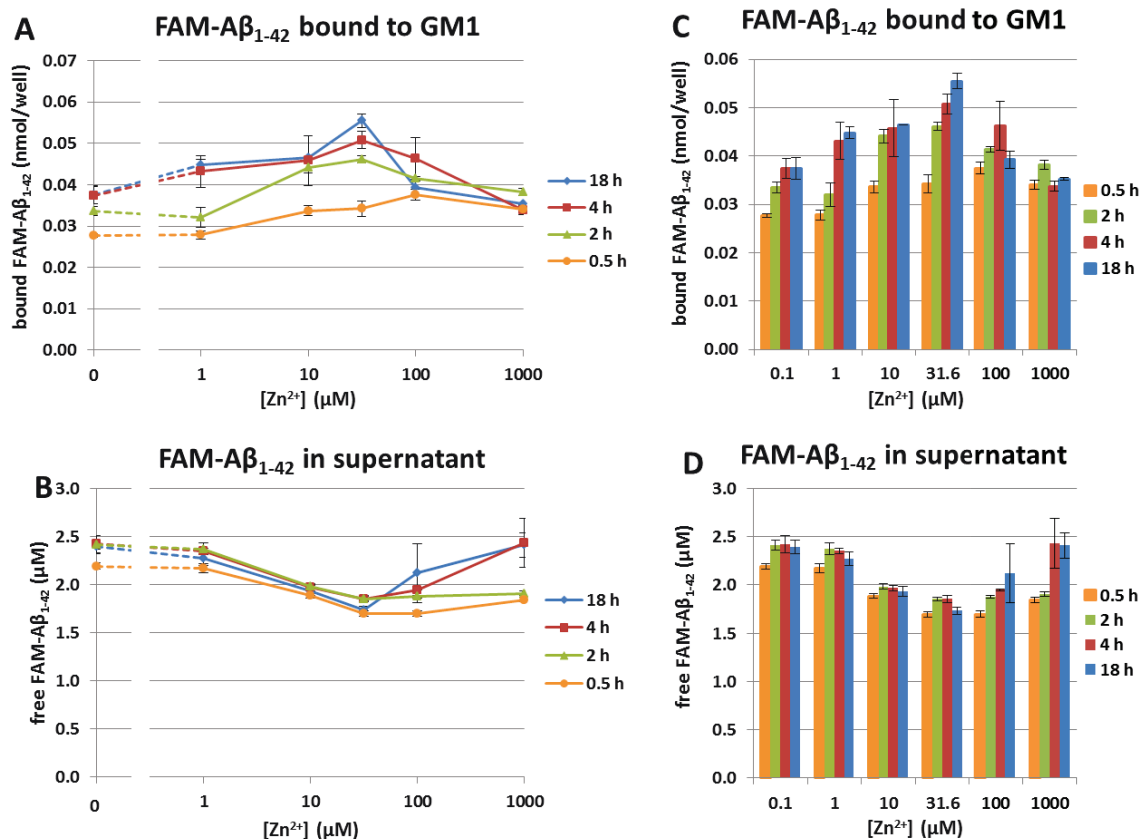 A
FAM-Aβ1-42 bound to GM1
bound FAM-Aβ1-42 (nmol/well)
0.07
0.06
0.05
0.04
0.03
0.02
0.01
0.00
0
1
10
100
1000
[Zn2+] (μM)
18 h
4 h
2 h
0.5 h
C
FAM-Aβ1-42 bound to GM1
bound FAM-Aβ1-42 (nmol/well)
0.06
0.05
0.04
0.03
0.02
0.01
0.00
0.1
1
10
31.6
100
1000
[Zn2+] (μM)
0.5 h
2 h
4 h
18 h
B
FAM-Aβ1-42 in supernatant
free FAM-Aβ1-42 (μM)
3.0
2.5
2.0
1.5
1.0
0.5
0.0
0
1
10
100
1000
[Zn2+] (μM)
18 h
4 h
2 h
0.5 h
D
FAM-Aβ1-42 in supernatant
free FAM-Aβ1-42 (μM)
3.0
2.5
2.0
1.5
1.0
0.5
0.0
0.1
1
10
31.6
100
1000
[Zn2+] (μM)
0.5 h
2 h
4 h
18 h